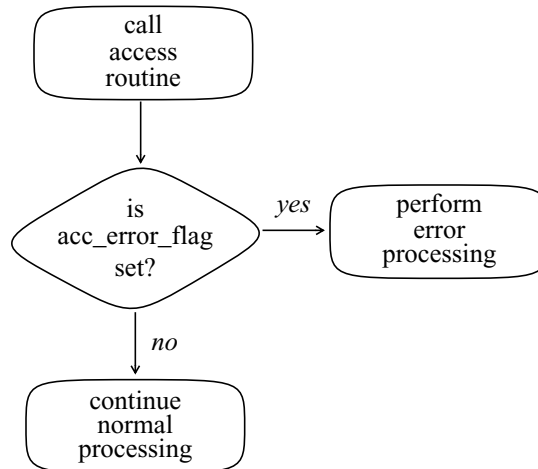 call
access
routine
is
acc_error_flag
set?
yes
perform
error
processing
no
continue
normal
processing